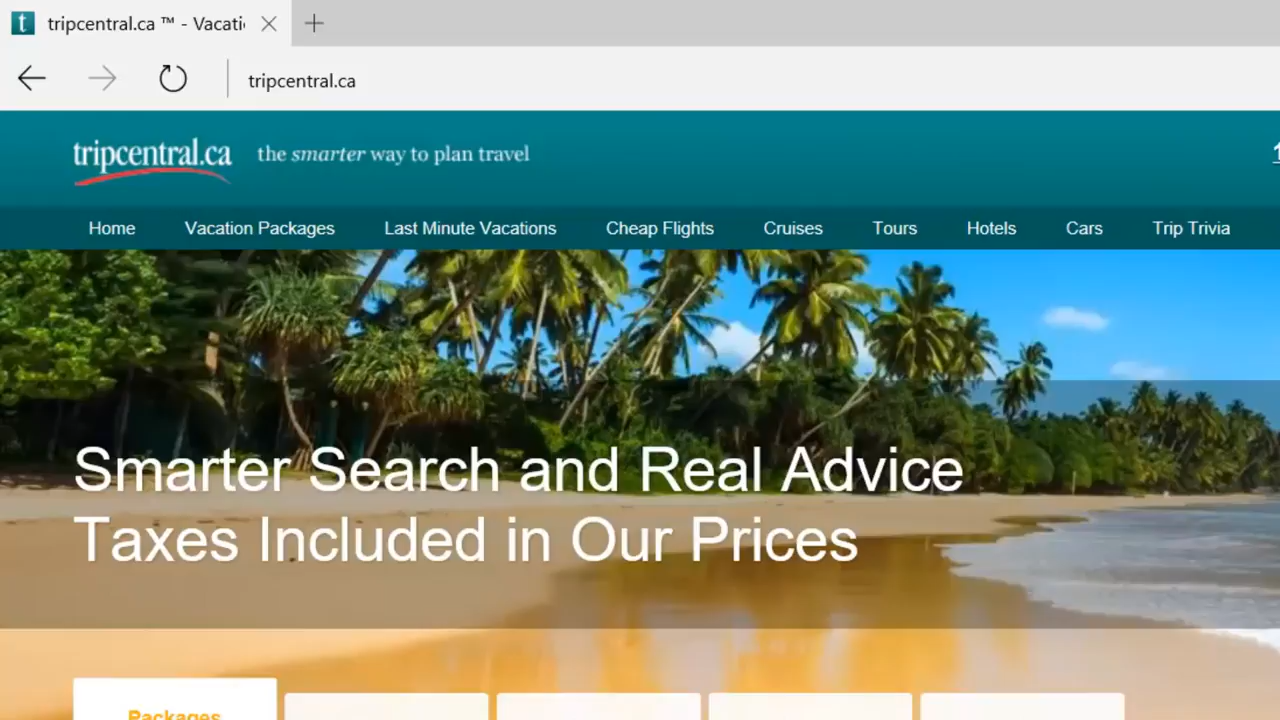 t tripcentral.ca ™ - Vacati
tripcentral.ca
tripcentral.ca the smarter way to plan travel
Home Vacation Packages Last Minute Vacations Cheap Flights Cruises Tours Hotels Cars Trip Trivia
Smarter Search and Real Advice
Taxes Included in Our Prices
Packages